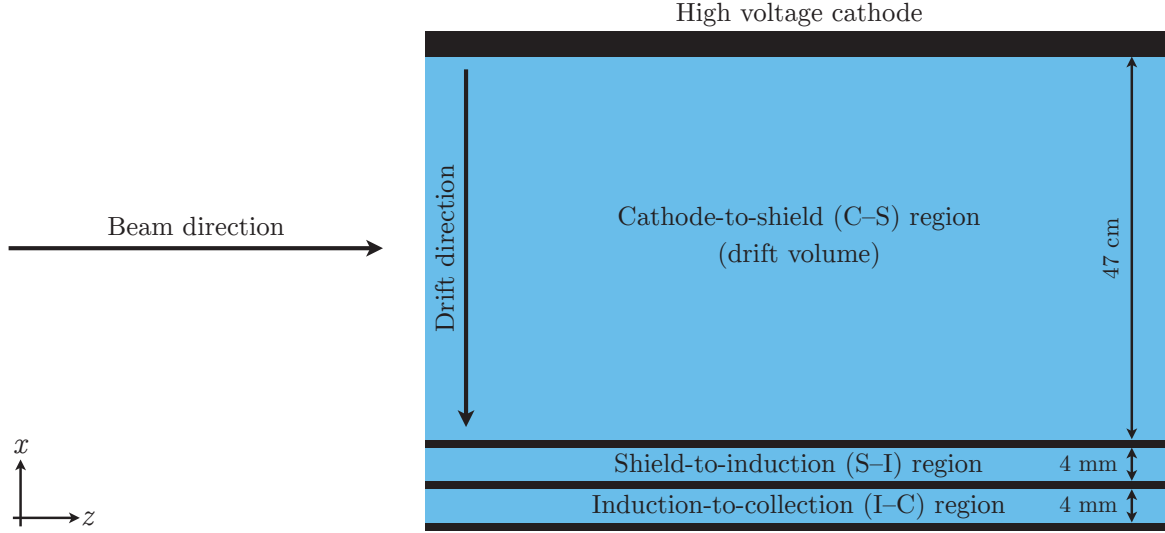 High voltage cathode
Beam direction
Drift direction
Cathode-to-shield (C–S) region
(drift volume)
47 cm
Shield-to-induction (S–I) region
4 mm
Induction-to-collection (I–C) region
4 mm
x
z